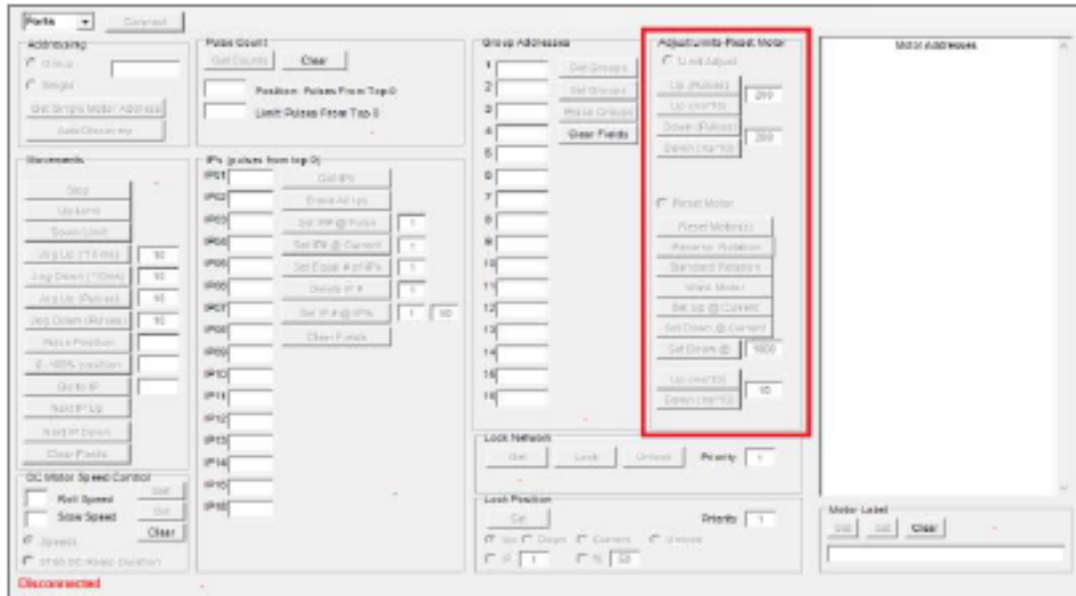 Ports
Connect
Addressing
Group
Single
Get Single Motor Address
Auto Discovery
Pulse Count
Get Counts
Clear
Position: Pulses From Top 0
Limit: Pulses From Top 0
Group Addresses
1
2
3
4
5
6
7
8
9
10
11
12
13
14
15
16
Get Groups
Set Groups
Erase Groups
Clear Fields
Adjust Limits-Reset Motor
Limit Adjust
Up (Pulses)
200
Up (ms*10)
Down (Pulses)
200
Down (ms*10)
Reset Motor
Reset Motor(s)
Reverse Rotation
Standard Rotation
Wink Motor
Set Up @ Current
Set Down @ Current
Set Down @
1000
Up (ms*10)
10
Down (ms*10)
Motor Addresses
Movements
Stop
Up Limit
Down Limit
Jog Up (*10ms)
10
Jog Down (*10ms)
10
Jog Up (Pulses)
10
Jog Down (Pulses)
10
Pulse Position
0-100% position
Go to IP
Next IP Up
Next IP Down
Clear Fields
IPs (pulses from top 0)
IP01
IP02
IP03
IP04
IP05
IP06
IP07
IP08
IP09
IP10
IP11
IP12
IP13
IP14
IP15
IP16
Get IPs
Erase All Ips
Set IP# @ Pulse
1
Set IP# @ Current
1
Set Equal # of IPs
1
Delete IP #
1
Set IP # @ IP%
1
50
Clear Fields
Lock Network
Get
Lock
Unlock
Priority
1
Lock Position
Set
Priority
1
Up
Down
Current
Unlock
IP
1
%
50
DC Motor Speed Control
Roll Speed
Get
Slow Speed
Set
Speeds
Clear
ST30 DC Ramp Duration
Motor Label
Get
Set
Clear
Disconnected